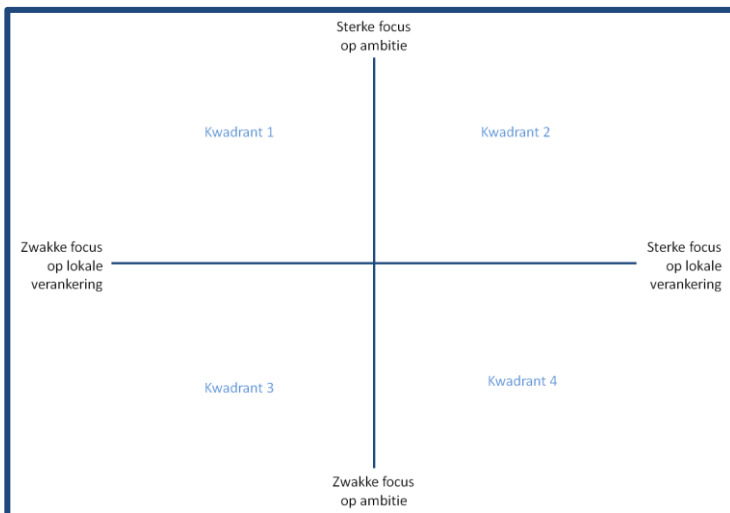 Sterke focus
op ambitie
Kwadrant 1
Kwadrant 2
Zwakke focus
op lokale
verankering
Sterke focus
op lokale
verankering
Kwadrant 3
Kwadrant 4
Zwakke focus
op ambitie